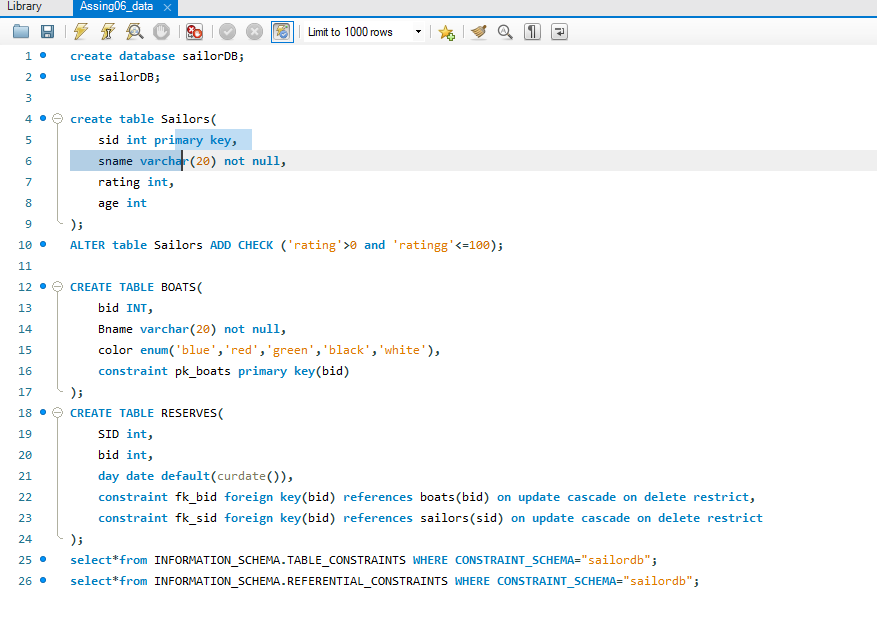 Library
Assing06_data
Limit to 1000 rows
1 create database sailorDB;
2 use sailorDB;
3
4 create table Sailors(
5     sid int primary key,
6     sname varchar(20) not null,
7     rating int,
8     age int
9 );
10 ALTER table Sailors ADD CHECK ('rating'>0 and 'ratingg'<=100);
11
12 CREATE TABLE BOATS(
13     bid INT,
14     Bname varchar(20) not null,
15     color enum('blue','red','green','black','white'),
16     constraint pk_boats primary key(bid)
17 );
18 CREATE TABLE RESERVES(
19     SID int,
20     bid int,
21     day date default(curdate()),
22     constraint fk_bid foreign key(bid) references boats(bid) on update cascade on delete restrict,
23     constraint fk_sid foreign key(bid) references sailors(sid) on update cascade on delete restrict
24 );
25 select*from INFORMATION_SCHEMA.TABLE_CONSTRAINTS WHERE CONSTRAINT_SCHEMA="sailordb";
26 select*from INFORMATION_SCHEMA.REFERENTIAL_CONSTRAINTS WHERE CONSTRAINT_SCHEMA="sailordb";